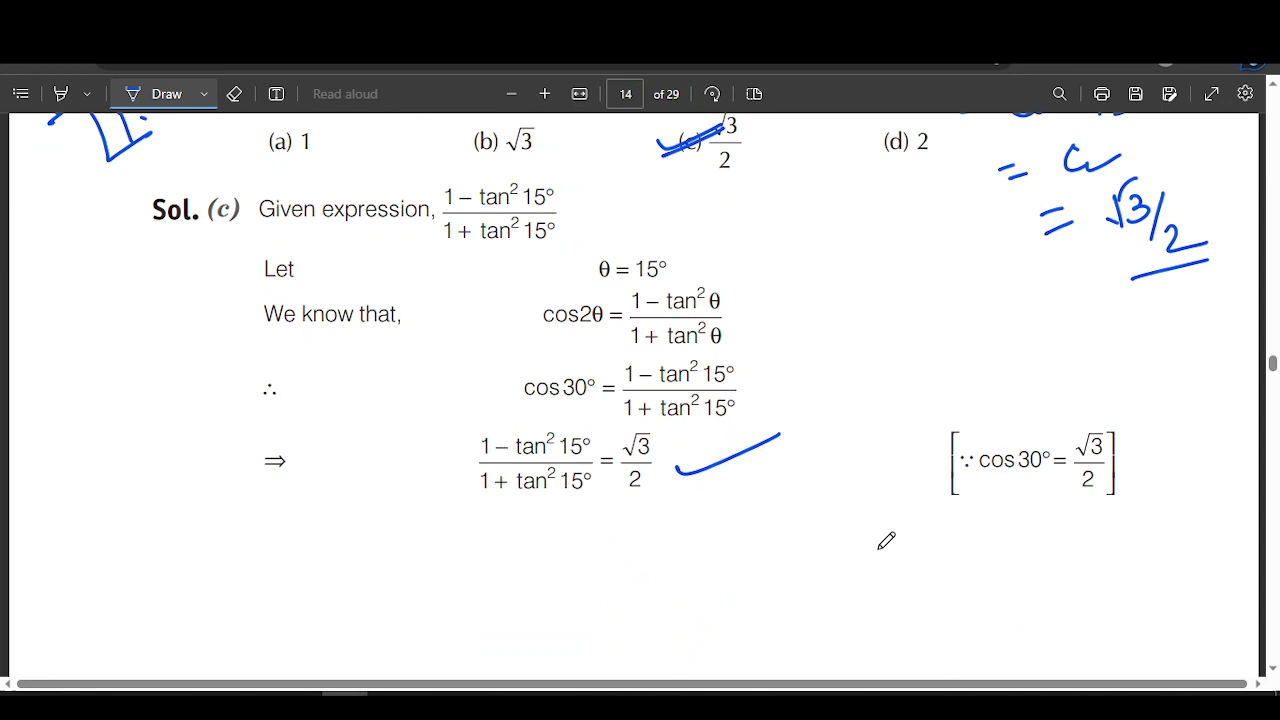 Draw
Read aloud
14 of 29
(a) 1 (b) √3 (c) √3/2 (d) 2
Sol. (c) Given expression, (1 − tan² 15°)/(1 + tan² 15°)
= √3/2
Let θ = 15°
We know that, cos2θ = (1 − tan² θ)/(1 + tan² θ)
∴ cos 30° = (1 − tan² 15°)/(1 + tan² 15°)
⇒ (1 − tan² 15°)/(1 + tan² 15°) = √3/2 [∵ cos 30° = √3/2]